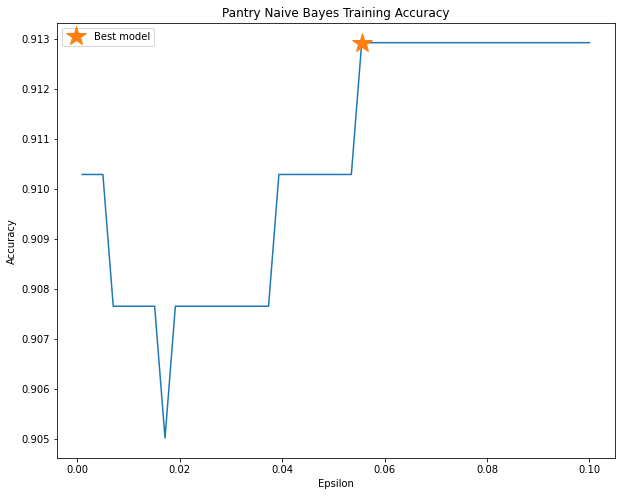 Pantry Naive Bayes Training Accuracy
Best model
0.913
0.912
0.911
0.910
0.909
0.908
0.907
0.906
0.905
Accuracy
0.00 0.02 0.04 0.06 0.08 0.10
Epsilon